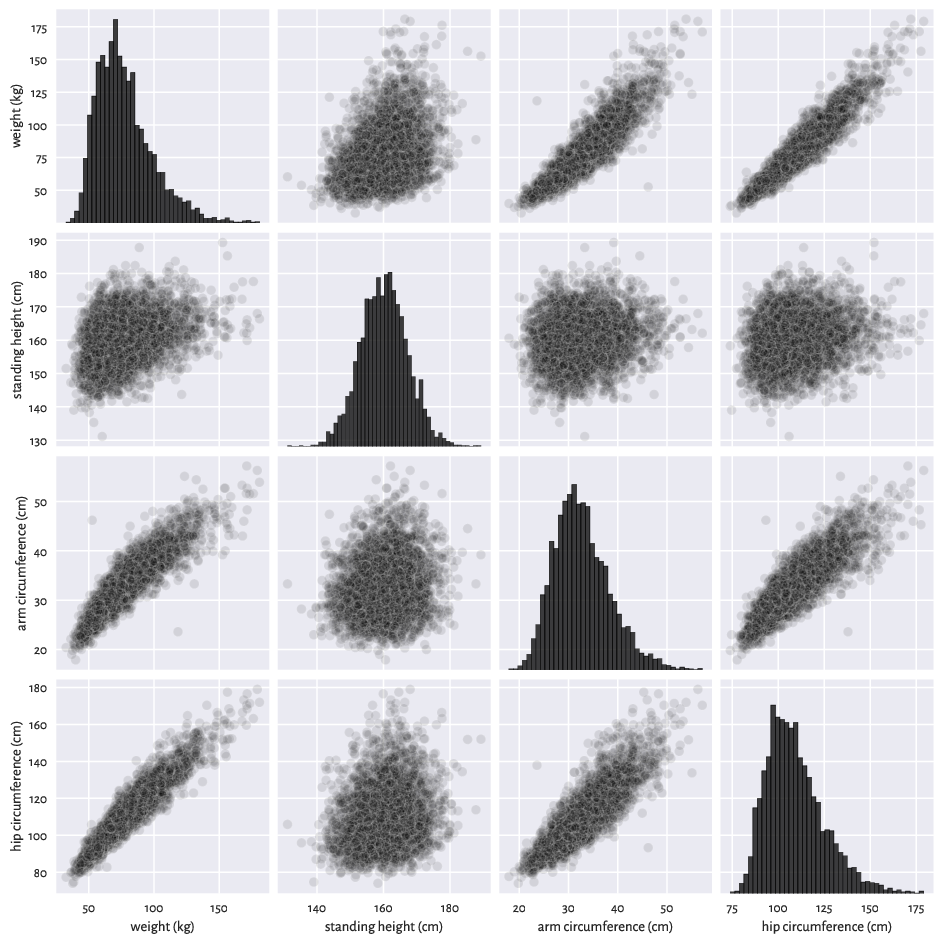 175
150
125
100
75
50
weight (kg)
190
180
170
160
150
140
130
standing height (cm)
50
40
30
20
arm circumference (cm)
180
160
140
120
100
80
hip circumference (cm)
50 100 150
140 160 180
20 30 40 50
75 100 125 150 175
weight (kg)
standing height (cm)
arm circumference (cm)
hip circumference (cm)